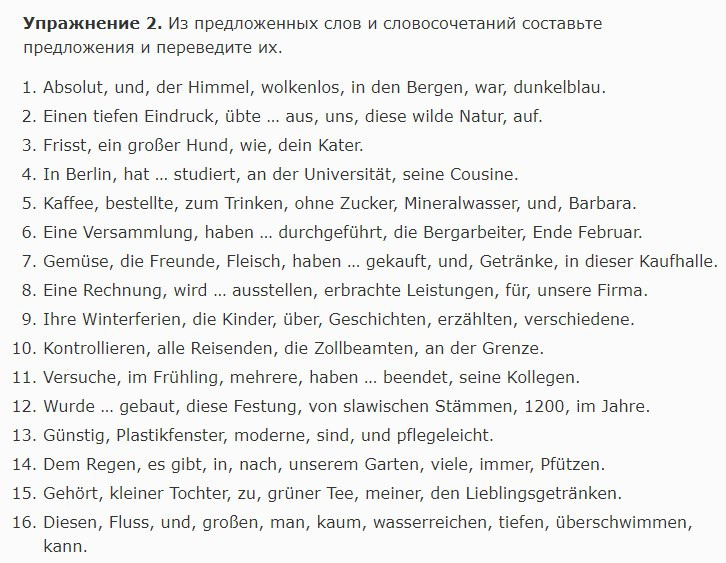 Упражнение 2. Из предложенных слов и словосочетаний составьте
предложения и переведите их.
1. Absolut, und, der Himmel, wolkenlos, in den Bergen, war, dunkelblau.
2. Einen tiefen Eindruck, übte … aus, uns, diese wilde Natur, auf.
3. Frisst, ein großer Hund, wie, dein Kater.
4. In Berlin, hat … studiert, an der Universität, seine Cousine.
5. Kaffee, bestellte, zum Trinken, ohne Zucker, Mineralwasser, und, Barbara.
6. Eine Versammlung, haben … durchgeführt, die Bergarbeiter, Ende Februar.
7. Gemüse, die Freunde, Fleisch, haben … gekauft, und, Getränke, in dieser Kaufhalle.
8. Eine Rechnung, wird … ausstellen, erbrachte Leistungen, für, unsere Firma.
9. Ihre Winterferien, die Kinder, über, Geschichten, erzählten, verschiedene.
10. Kontrollieren, alle Reisenden, die Zollbeamten, an der Grenze.
11. Versuche, im Frühling, mehrere, haben … beendet, seine Kollegen.
12. Wurde … gebaut, diese Festung, von slawischen Stämmen, 1200, im Jahre.
13. Günstig, Plastikfenster, moderne, sind, und pflegeleicht.
14. Dem Regen, es gibt, in, nach, unserem Garten, viele, immer, Pfützen.
15. Gehört, kleiner Tochter, zu, grüner Tee, meiner, den Lieblingsgetränken.
16. Diesen, Fluss, und, großen, man, kaum, wasserreichen, tiefen, überschwimmen,
kann.